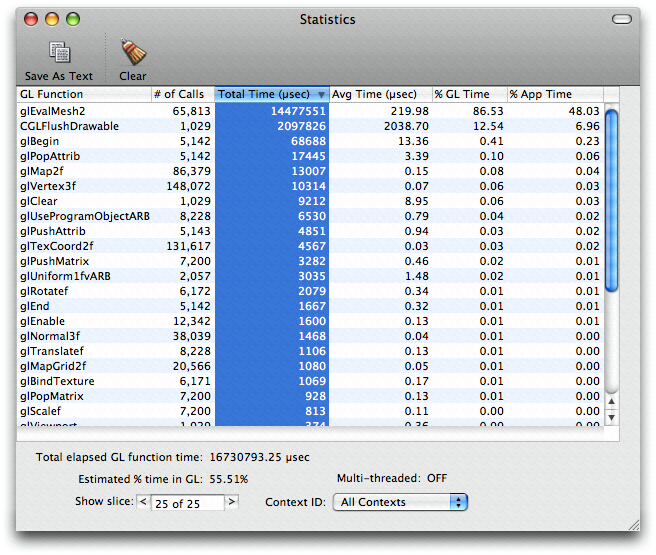 Statistics
Save As Text Clear
GL Function # of Calls Total Time (µsec) Avg Time (µsec) % GL Time % App Time
glEvalMesh2 65,813 14477551 219.98 86.53 48.03
CGLFlushDrawable 1,029 2097826 2038.70 12.54 6.96
glBegin 5,142 68688 13.36 0.41 0.23
glPopAttrib 5,142 17445 3.39 0.10 0.06
glMap2f 86,379 13007 0.15 0.08 0.04
glVertex3f 148,072 10314 0.07 0.06 0.03
glClear 1,029 9212 8.95 0.06 0.03
glUseProgramObjectARB 8,228 6530 0.79 0.04 0.02
glPushAttrib 5,143 4851 0.94 0.03 0.02
glTexCoord2f 131,617 4567 0.03 0.03 0.02
glPushMatrix 7,200 3282 0.46 0.02 0.01
glUniform1fvARB 2,057 3035 1.48 0.02 0.01
glRotatef 6,172 2079 0.34 0.01 0.01
glEnd 5,142 1667 0.32 0.01 0.01
glEnable 12,342 1600 0.13 0.01 0.01
glNormal3f 38,039 1468 0.04 0.01 0.00
glTranslatef 8,228 1106 0.13 0.01 0.00
glMapGrid2f 20,566 1080 0.05 0.01 0.00
glBindTexture 6,171 1069 0.17 0.01 0.00
glPopMatrix 7,200 928 0.13 0.01 0.00
glScalef 7,200 813 0.11 0.00 0.00
glViewport 1,029 374 0.36 0.00 0.00
Total elapsed GL function time: 16730793.25 µsec
Estimated % time in GL: 55.51% Multi-threaded: OFF
Show slice: < 25 of 25 > Context ID: All Contexts